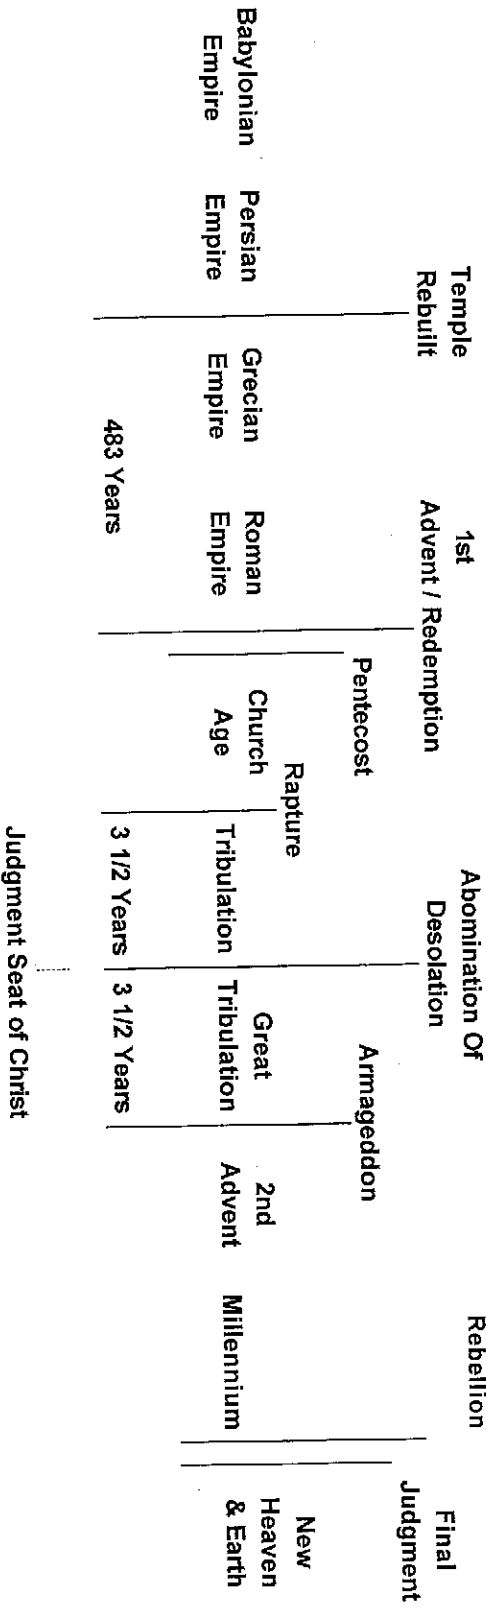 Temple
Rebuilt
1st
Advent / Redemption
Pentecost
Rapture
Abomination Of
Desolation
Armageddon
Rebellion
Final
Judgment
Babylonian
Empire
Persian
Empire
Grecian
Empire
Roman
Empire
Church
Age
Tribulation
Great
Tribulation
2nd
Advent
Millennium
New
Heaven
& Earth
483 Years
3 1/2 Years
3 1/2 Years
Judgment Seat of Christ